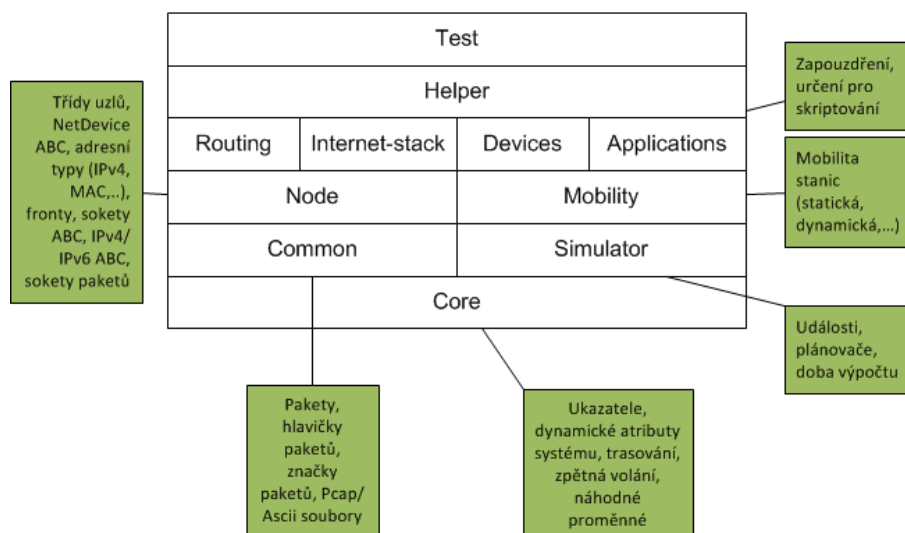 Test
Helper
Routing
Internet-stack
Devices
Applications
Node
Mobility
Common
Simulator
Core
Třídy uzlů,
NetDevice
ABC, adresní
typy (IPv4,
MAC,..),
fronty, sokety
ABC, IPv4/
IPv6 ABC,
sokety paketů
Zapouzdření,
určení pro
skriptování
Mobilita
stanic
(statická,
dynamická,...)
Události,
plánovače,
doba výpočtu
Pakety,
hlavičky
paketů,
značky
paketů, Pcap/
Ascii soubory
Ukazatele,
dynamické atributy
systému, trasování,
zpětná volání,
náhodné
proměnné